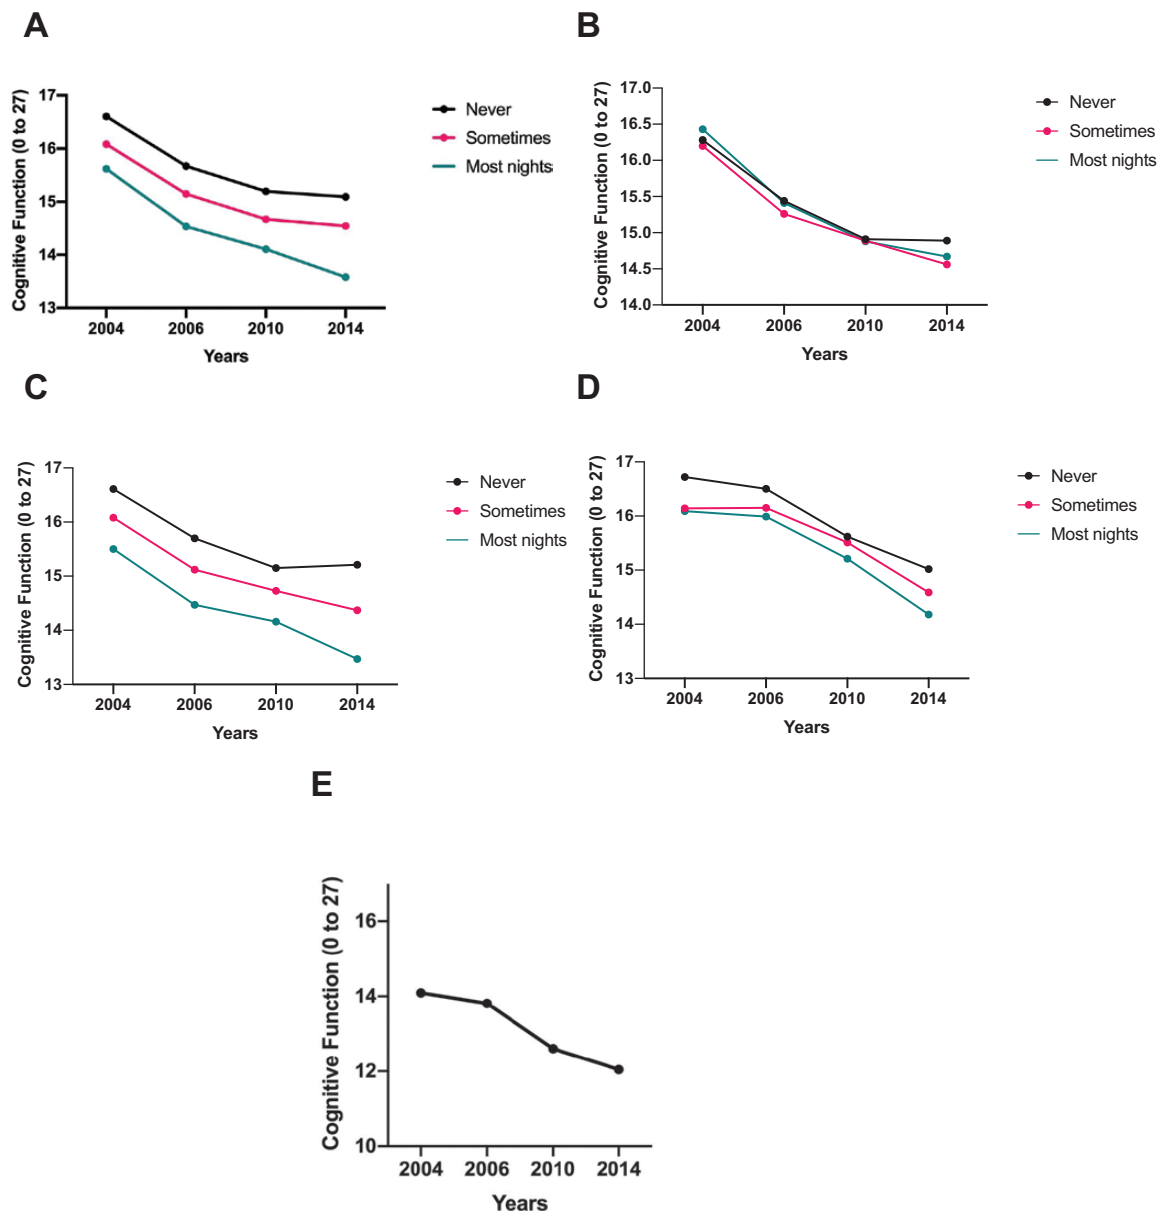 A
Cognitive Function (0 to 27)
17
16
15
14
13
2004 2006 2010 2014
Years
Never
Sometimes
Most nights
B
Cognitive Function (0 to 27)
17.0
16.5
16.0
15.5
15.0
14.5
14.0
2004 2006 2010 2014
Years
Never
Sometimes
Most nights
C
Cognitive Function (0 to 27)
17
16
15
14
13
2004 2006 2010 2014
Years
Never
Sometimes
Most nights
D
Cognitive Function (0 to 27)
17
16
15
14
13
2004 2006 2010 2014
Years
Never
Sometimes
Most nights
E
Cognitive Function (0 to 27)
16
14
12
10
2004 2006 2010 2014
Years